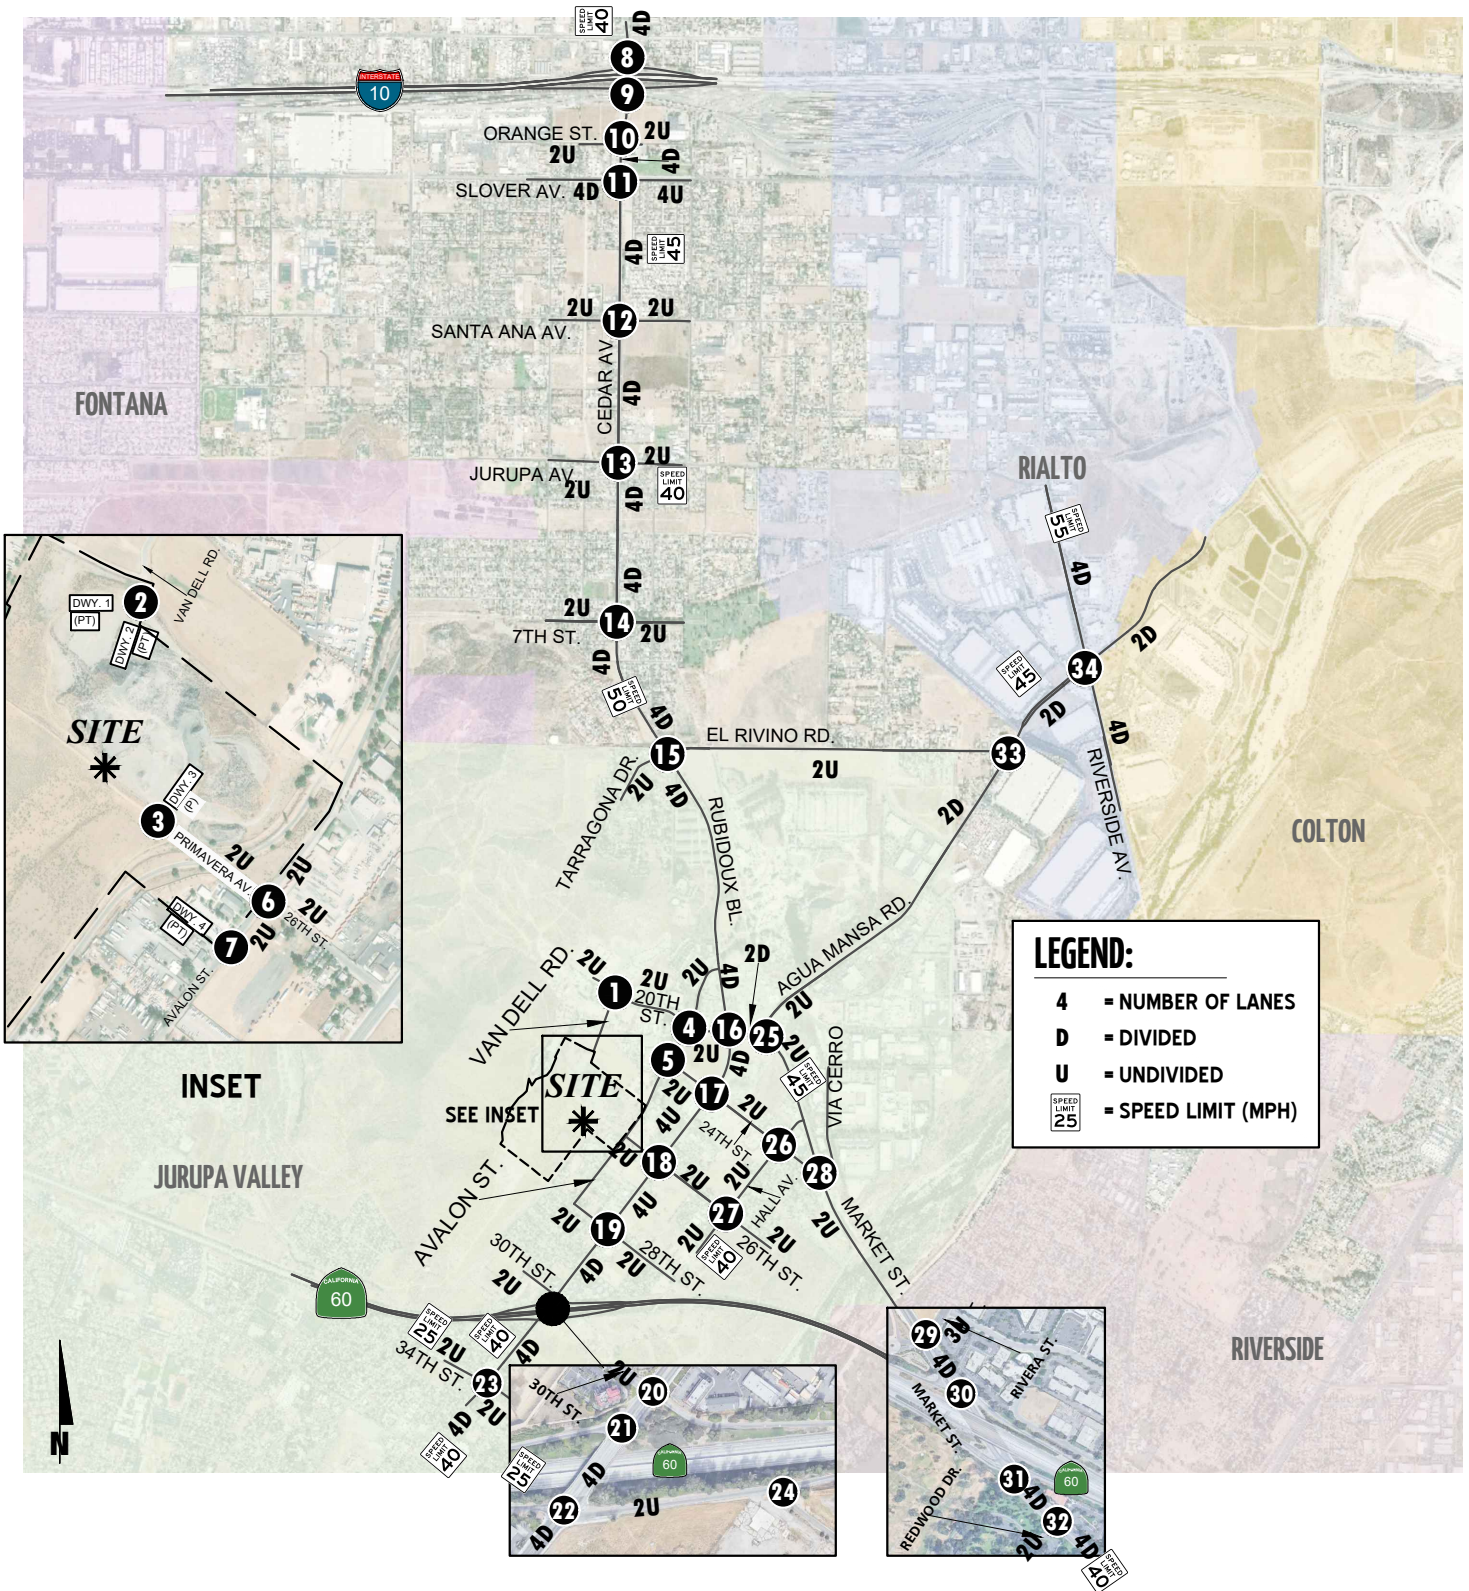 SPEED LIMIT 40
4D
8
INTERSTATE 10
9
ORANGE ST.
10
2U
2U
4D
SLOVER AV.
4D
11
4U
4D
SPEED LIMIT 45
2U
12
2U
SANTA ANA AV.
CEDAR AV.
4D
FONTANA
13
2U
JURUPA AV.
2U
SPEED LIMIT 40
4D
RIALTO
SPEED LIMIT 55
4D
4D
2U
14
2U
7TH ST.
4D
2D
34
SPEED LIMIT 45
2D
4D
SPEED LIMIT 50
4D
RIVERSIDE AV.
15
EL RIVINO RD.
2U
33
TARRAGONA DR.
2U
4D
RUBIDOUX BL.
2D
COLTON
AGUA MANSA RD.
VAN DELL RD.
2
DWY. 1
(PT)
DWY. 2
(PT)
SITE
DWY. 3
(P)
3
PRIMAVERA AV.
2U
2U
6
2U
26TH ST.
DWY. 4
(PT)
7
2U
AVALON ST.
INSET
LEGEND:
4 = NUMBER OF LANES
D = DIVIDED
U = UNDIVIDED
SPEED LIMIT 25 = SPEED LIMIT (MPH)
VAN DELL RD.
2U
1
2U
20TH ST.
2U
4D
2D
2U
4
16
25
2U
5
2U
4D
SPEED LIMIT 45
VIA CERRO
SITE
SEE INSET
2U
17
2U
4U
24TH ST.
26
2U
18
2U
2U
28
HALL AV.
JURUPA VALLEY
AVALON ST.
4U
27
2U
2U
MARKET ST.
2U
19
2U
2U
28TH ST.
SPEED LIMIT 40
26TH ST.
30TH ST.
2U
4D
CALIFORNIA 60
SPEED LIMIT 25
2U
SPEED LIMIT 40
4D
34TH ST.
23
2U
4D
SPEED LIMIT 40
N
2U
30TH ST.
20
21
SPEED LIMIT 25
4D
CALIFORNIA 60
22
2U
24
4D
29
3D
RIVERA ST.
4D
30
MARKET ST.
31
4D
CALIFORNIA 60
REDWOOD DR.
32
2U
4D
SPEED LIMIT 40
RIVERSIDE